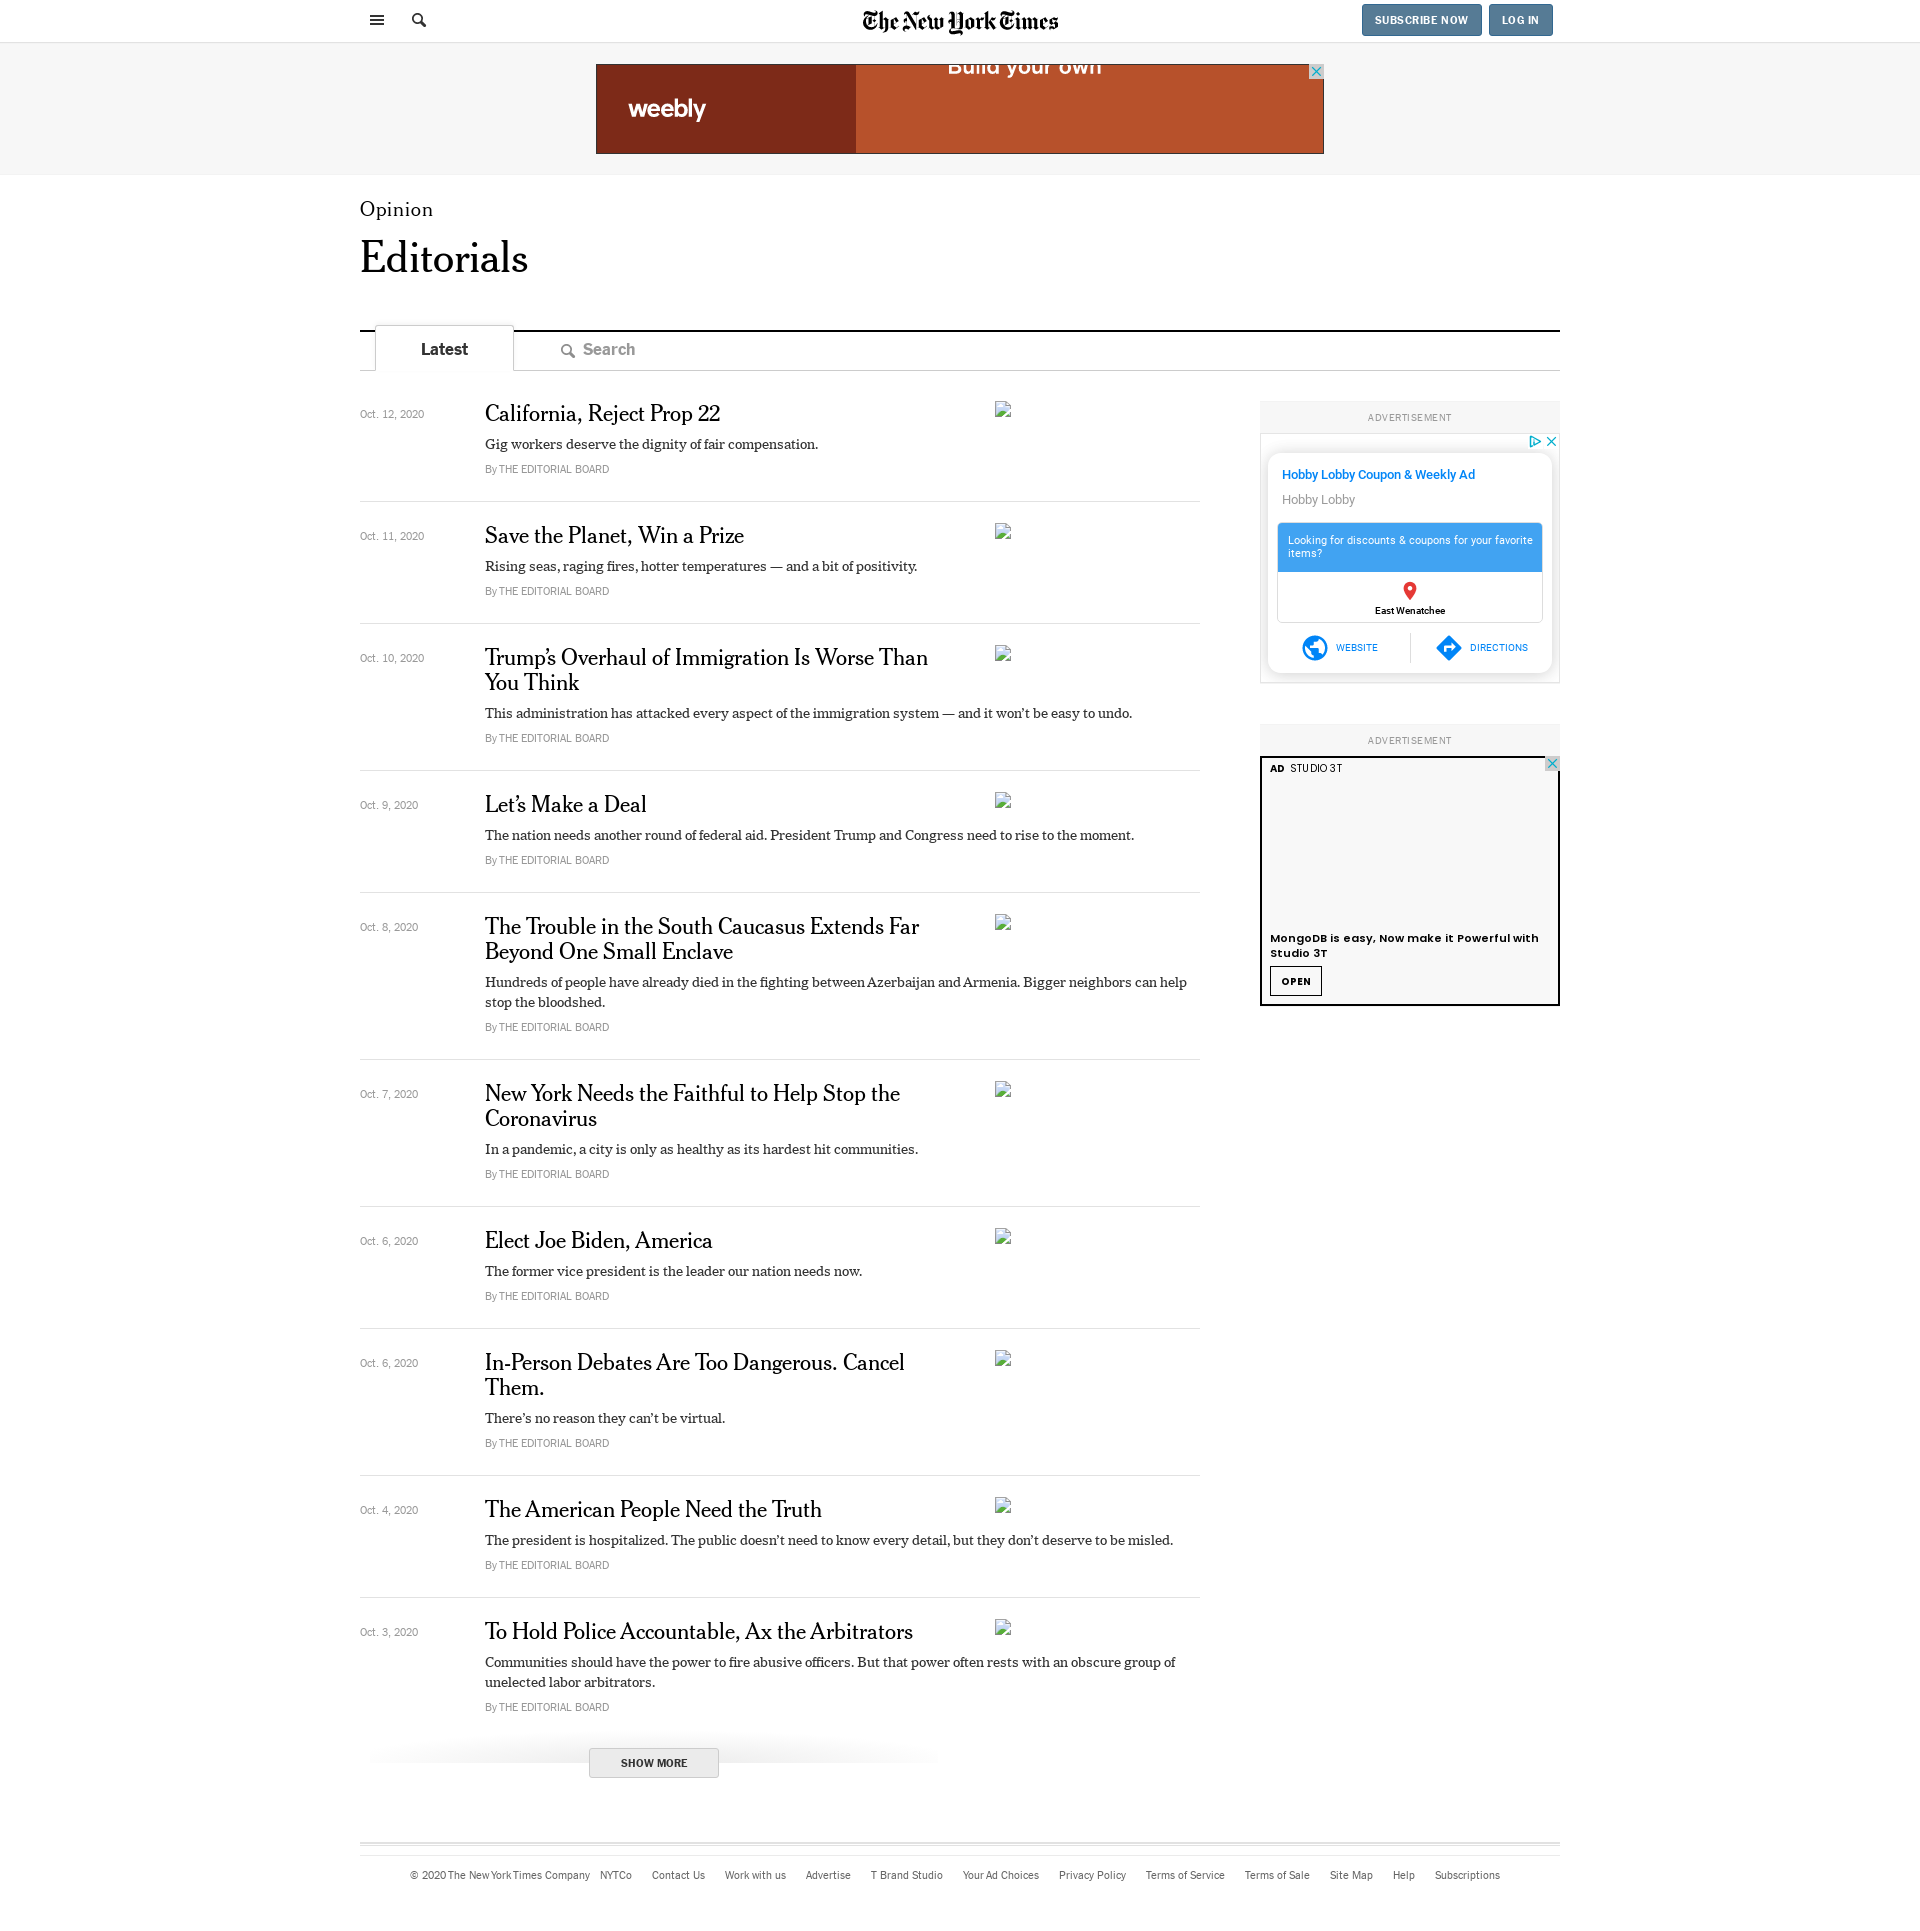 The New York Times
SUBSCRIBE NOW
LOG IN
Build your own
weebly
Opinion
Editorials
Latest
Search
Oct. 12, 2020
California, Reject Prop 22
Gig workers deserve the dignity of fair compensation.
By THE EDITORIAL BOARD
Oct. 11, 2020
Save the Planet, Win a Prize
Rising seas, raging fires, hotter temperatures — and a bit of positivity.
By THE EDITORIAL BOARD
Oct. 10, 2020
Trump’s Overhaul of Immigration Is Worse Than
You Think
This administration has attacked every aspect of the immigration system — and it won’t be easy to undo.
By THE EDITORIAL BOARD
Oct. 9, 2020
Let’s Make a Deal
The nation needs another round of federal aid. President Trump and Congress need to rise to the moment.
By THE EDITORIAL BOARD
Oct. 8, 2020
The Trouble in the South Caucasus Extends Far
Beyond One Small Enclave
Hundreds of people have already died in the fighting between Azerbaijan and Armenia. Bigger neighbors can help
stop the bloodshed.
By THE EDITORIAL BOARD
Oct. 7, 2020
New York Needs the Faithful to Help Stop the
Coronavirus
In a pandemic, a city is only as healthy as its hardest hit communities.
By THE EDITORIAL BOARD
Oct. 6, 2020
Elect Joe Biden, America
The former vice president is the leader our nation needs now.
By THE EDITORIAL BOARD
Oct. 6, 2020
In-Person Debates Are Too Dangerous. Cancel
Them.
There’s no reason they can’t be virtual.
By THE EDITORIAL BOARD
Oct. 4, 2020
The American People Need the Truth
The president is hospitalized. The public doesn’t need to know every detail, but they don’t deserve to be misled.
By THE EDITORIAL BOARD
Oct. 3, 2020
To Hold Police Accountable, Ax the Arbitrators
Communities should have the power to fire abusive officers. But that power often rests with an obscure group of
unelected labor arbitrators.
By THE EDITORIAL BOARD
SHOW MORE
ADVERTISEMENT
Hobby Lobby Coupon & Weekly Ad
Hobby Lobby
Looking for discounts & coupons for your favorite
items?
East Wenatchee
WEBSITE
DIRECTIONS
ADVERTISEMENT
AD STUDIO 3T
MongoDB is easy, Now make it Powerful with
Studio 3T
OPEN
© 2020 The New York Times Company NYTCo Contact Us Work with us Advertise T Brand Studio Your Ad Choices Privacy Policy Terms of Service Terms of Sale Site Map Help Subscriptions